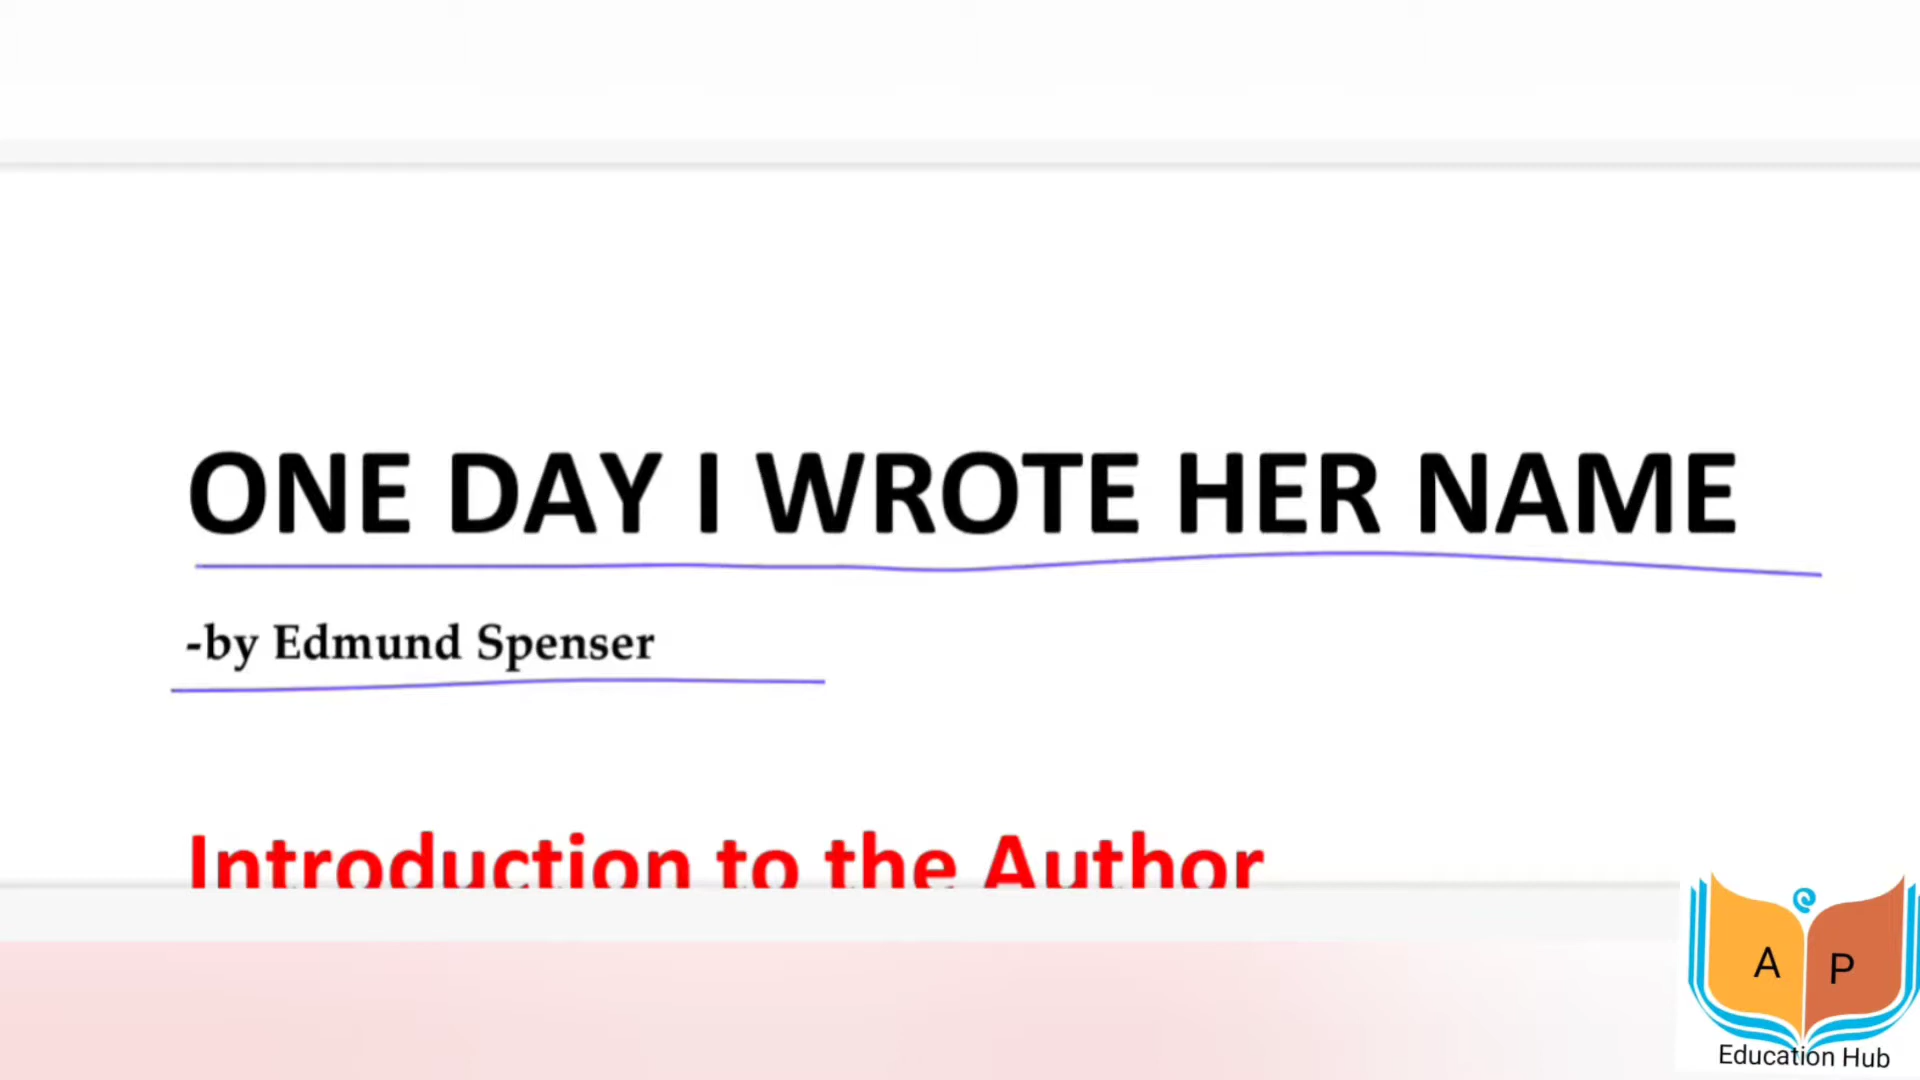 ONE DAY I WROTE HER NAME
-by Edmund Spenser
Introduction to the Author
A P
Education Hub